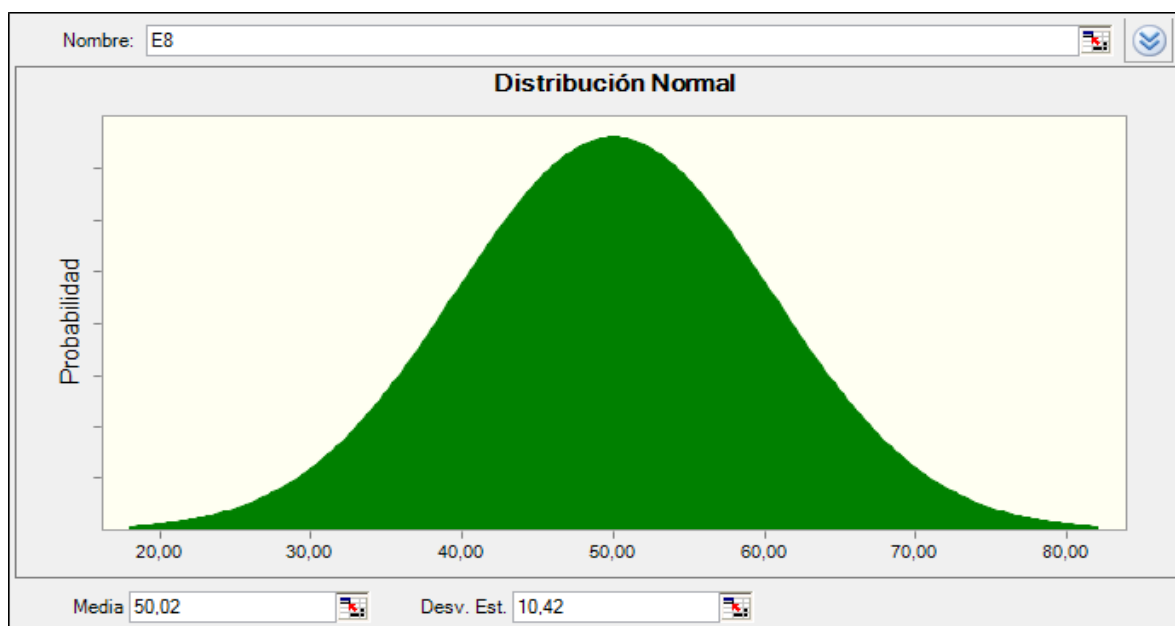 Nombre: E8
Distribución Normal
Probabilidad
20,00 30,00 40,00 50,00 60,00 70,00 80,00
Media 50,02 Desv. Est. 10,42